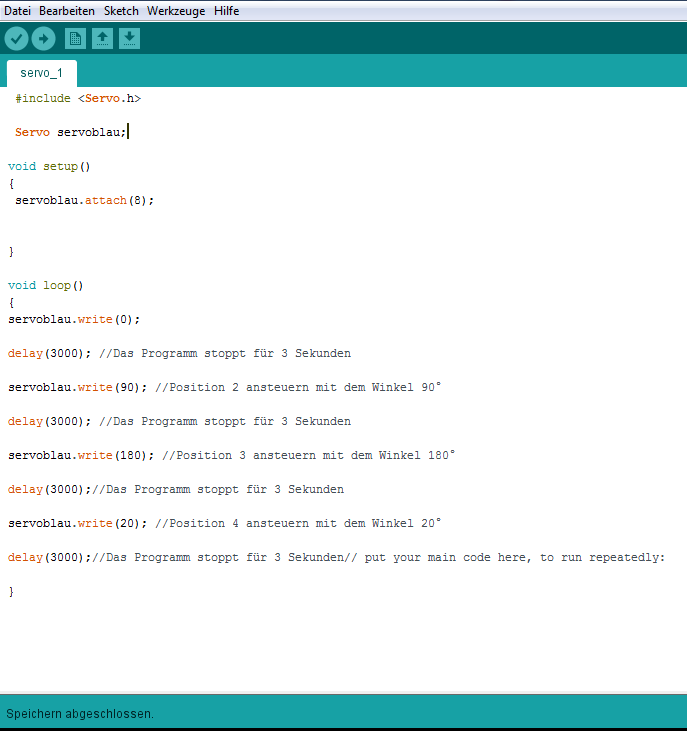 Datei Bearbeiten Sketch Werkzeuge Hilfe
servo_1
#include <Servo.h>
Servo servoblau;
void setup()
{
servoblau.attach(8);
}
void loop()
{
servoblau.write(0);
delay(3000); //Das Programm stoppt für 3 Sekunden
servoblau.write(90); //Position 2 ansteuern mit dem Winkel 90°
delay(3000); //Das Programm stoppt für 3 Sekunden
servoblau.write(180); //Position 3 ansteuern mit dem Winkel 180°
delay(3000);//Das Programm stoppt für 3 Sekunden
servoblau.write(20); //Position 4 ansteuern mit dem Winkel 20°
delay(3000);//Das Programm stoppt für 3 Sekunden// put your main code here, to run repeatedly:
}
Speichern abgeschlossen.